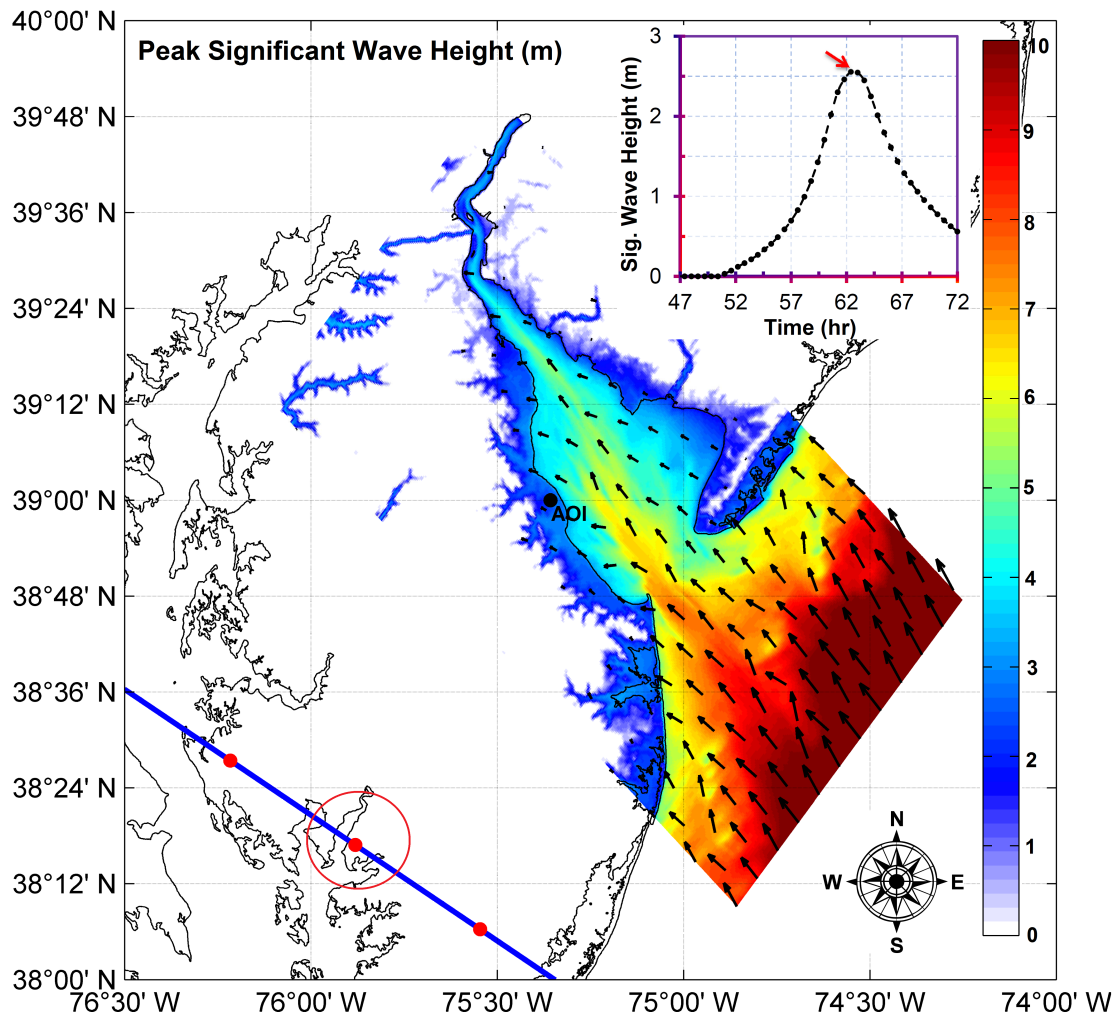 Peak Significant Wave Height (m)
40°00' N
39°48' N
39°36' N
39°24' N
39°12' N
39°00' N
38°48' N
38°36' N
38°24' N
38°12' N
38°00' N
76°30' W
76°00' W
75°30' W
75°00' W
74°30' W
74°00' W
Sig. Wave Height (m)
3
2
1
0
47
52
57
62
67
72
Time (hr)
10
9
8
7
6
5
4
3
2
1
0
AOI
N
W
E
S